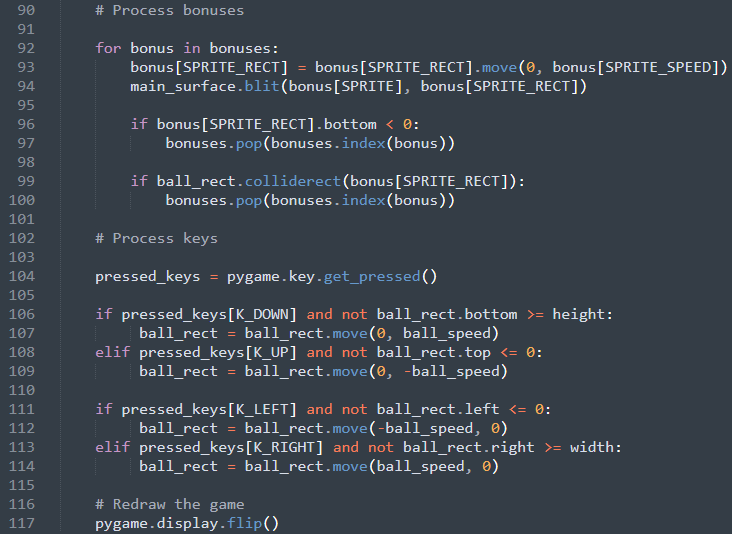 90 # Process bonuses
91
92 for bonus in bonuses:
93 bonus[SPRITE_RECT] = bonus[SPRITE_RECT].move(0, bonus[SPRITE_SPEED])
94 main_surface.blit(bonus[SPRITE], bonus[SPRITE_RECT])
95
96 if bonus[SPRITE_RECT].bottom < 0:
97 bonuses.pop(bonuses.index(bonus))
98
99 if ball_rect.colliderect(bonus[SPRITE_RECT]):
100 bonuses.pop(bonuses.index(bonus))
101
102 # Process keys
103
104 pressed_keys = pygame.key.get_pressed()
105
106 if pressed_keys[K_DOWN] and not ball_rect.bottom >= height:
107 ball_rect = ball_rect.move(0, ball_speed)
108 elif pressed_keys[K_UP] and not ball_rect.top <= 0:
109 ball_rect = ball_rect.move(0, -ball_speed)
110
111 if pressed_keys[K_LEFT] and not ball_rect.left <= 0:
112 ball_rect = ball_rect.move(-ball_speed, 0)
113 elif pressed_keys[K_RIGHT] and not ball_rect.right >= width:
114 ball_rect = ball_rect.move(ball_speed, 0)
115
116 # Redraw the game
117 pygame.display.flip()